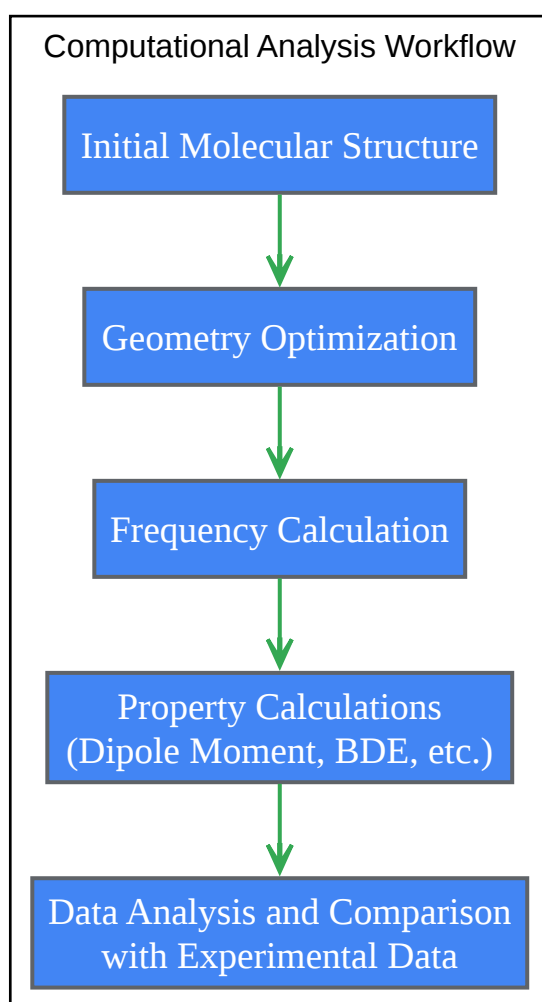 Computational Analysis Workflow
Initial Molecular Structure
Geometry Optimization
Frequency Calculation
Property Calculations
(Dipole Moment, BDE, etc.)
Data Analysis and Comparison
with Experimental Data